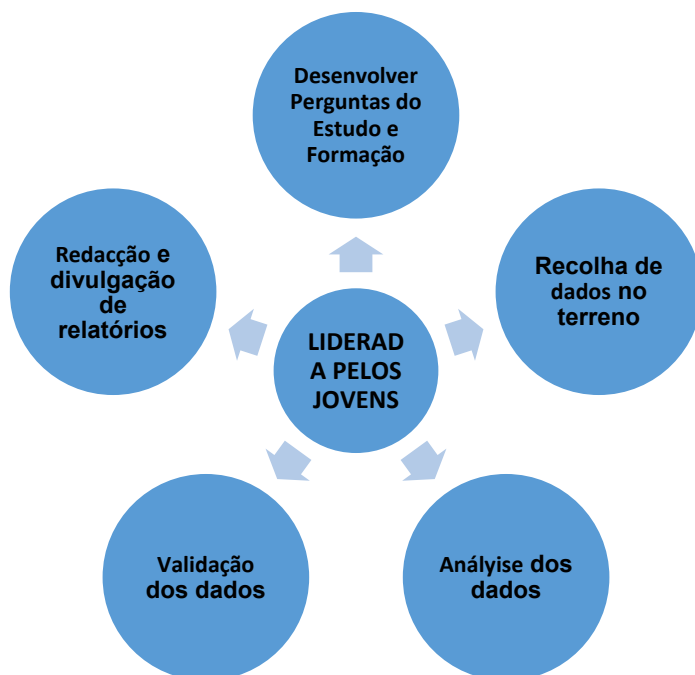 Desenvolver
Perguntas do
Estudo e
Formação
Redacção e
divulgação
de
relatórios
Recolha de
dados no
terreno
LIDERAD
A PELOS
JOVENS
Validação
dos dados
Anályise dos
dados